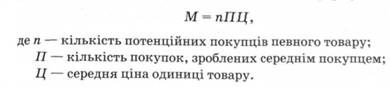 M = nПЦ,
де n — кількість потенційних покупців певного товару;
П — кількість покупок, зроблених середнім покупцем;
Ц — середня ціна одиниці товару.